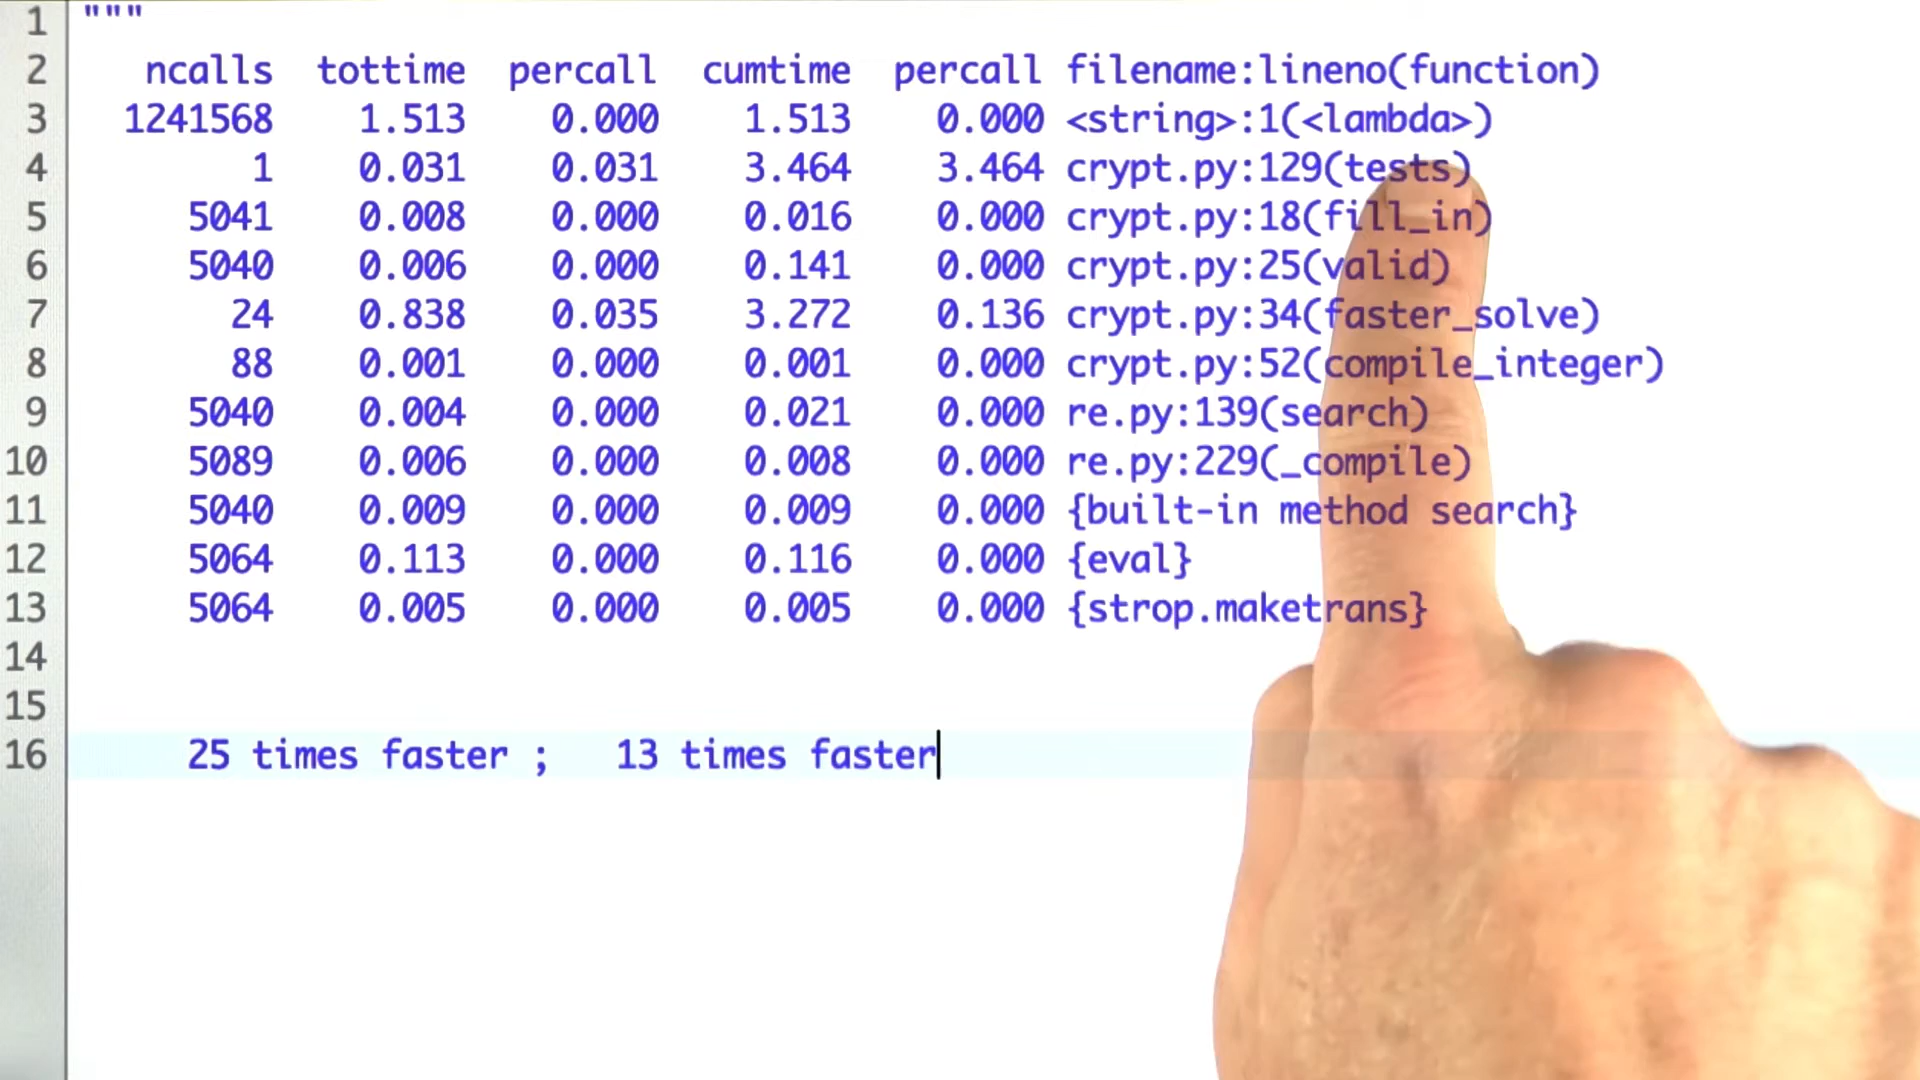 1 """
2 ncalls tottime percall cumtime percall filename:lineno(function)
3 1241568 1.513 0.000 1.513 0.000 <string>:1(<lambda>)
4 1 0.031 0.031 3.464 3.464 crypt.py:129(tests)
5 5041 0.008 0.000 0.016 0.000 crypt.py:18(fill_in)
6 5040 0.006 0.000 0.141 0.000 crypt.py:25(valid)
7 24 0.838 0.035 3.272 0.136 crypt.py:34(faster_solve)
8 88 0.001 0.000 0.001 0.000 crypt.py:52(compile_integer)
9 5040 0.004 0.000 0.021 0.000 re.py:139(search)
10 5089 0.006 0.000 0.008 0.000 re.py:229(_compile)
11 5040 0.009 0.000 0.009 0.000 {built-in method search}
12 5064 0.113 0.000 0.116 0.000 {eval}
13 5064 0.005 0.000 0.005 0.000 {strop.maketrans}
14
15
16 25 times faster ; 13 times faster